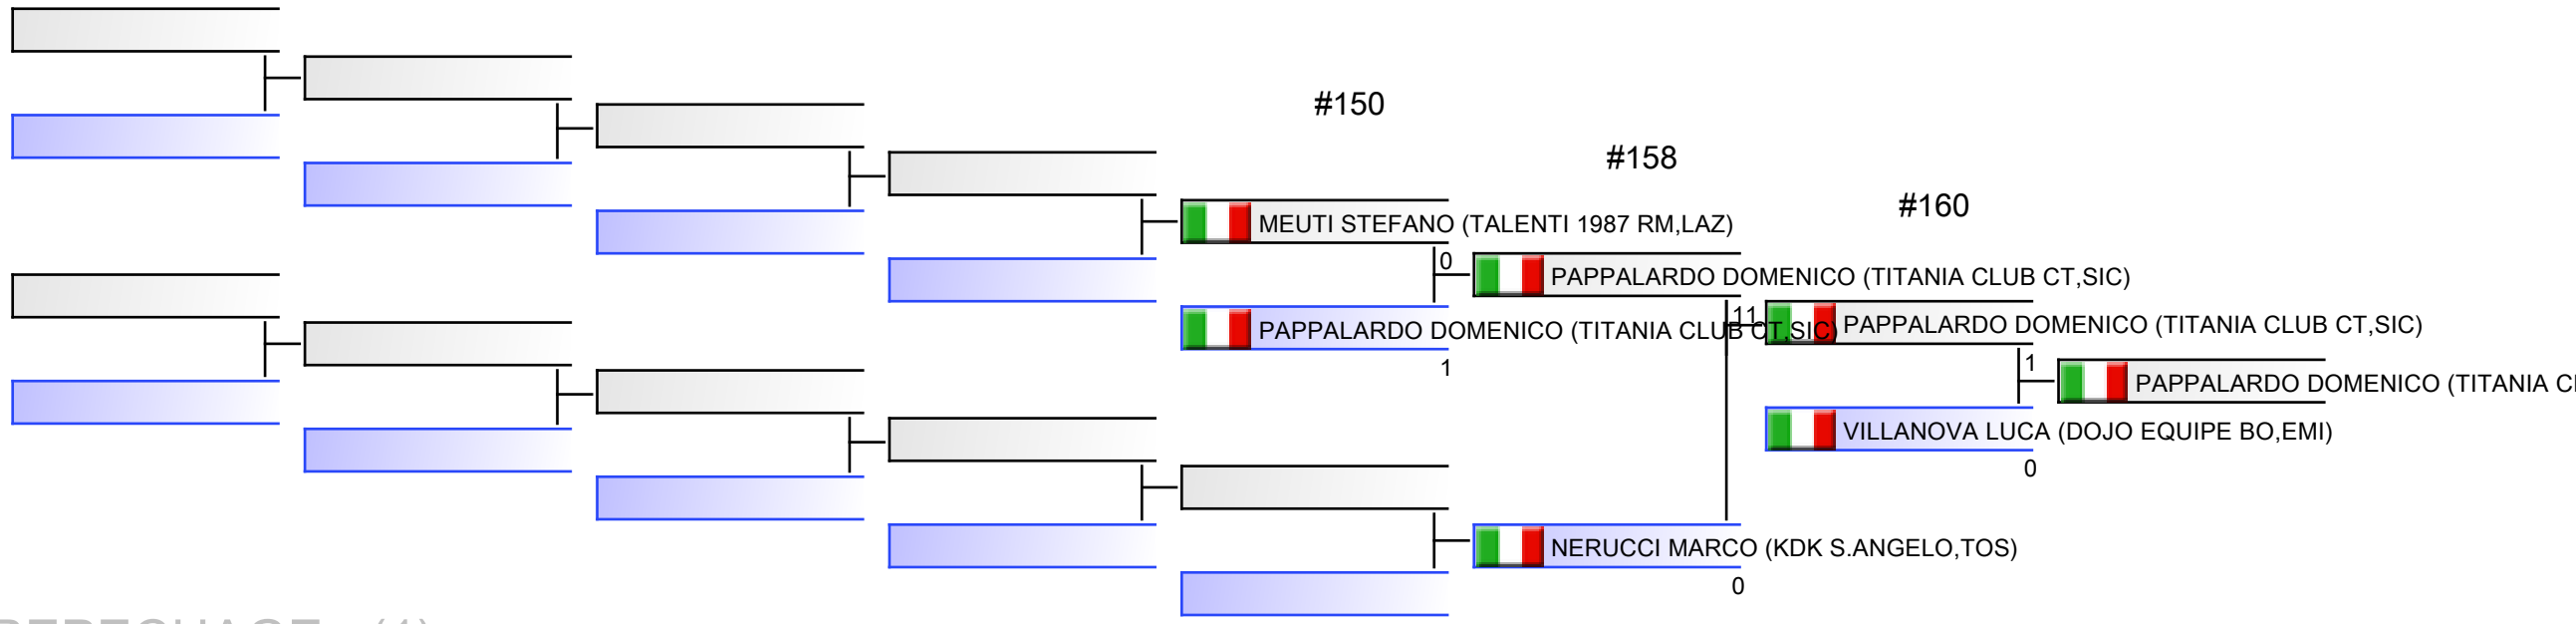 #150
#158
#160
MEUTI STEFANO (TALENTI 1987 RM,LAZ)
0
PAPPALARDO DOMENICO (TITANIA CLUB CT,SIC)
11
PAPPALARDO DOMENICO (TITANIA CLUB CT,SIC)
PAPPALARDO DOMENICO (TITANIA CLUB CT,SIC)
1
1
PAPPALARDO DOMENICO (TITANIA
VILLANOVA LUCA (DOJO EQUIPE BO,EMI)
0
NERUCCI MARCO (KDK S.ANGELO,TOS)
0